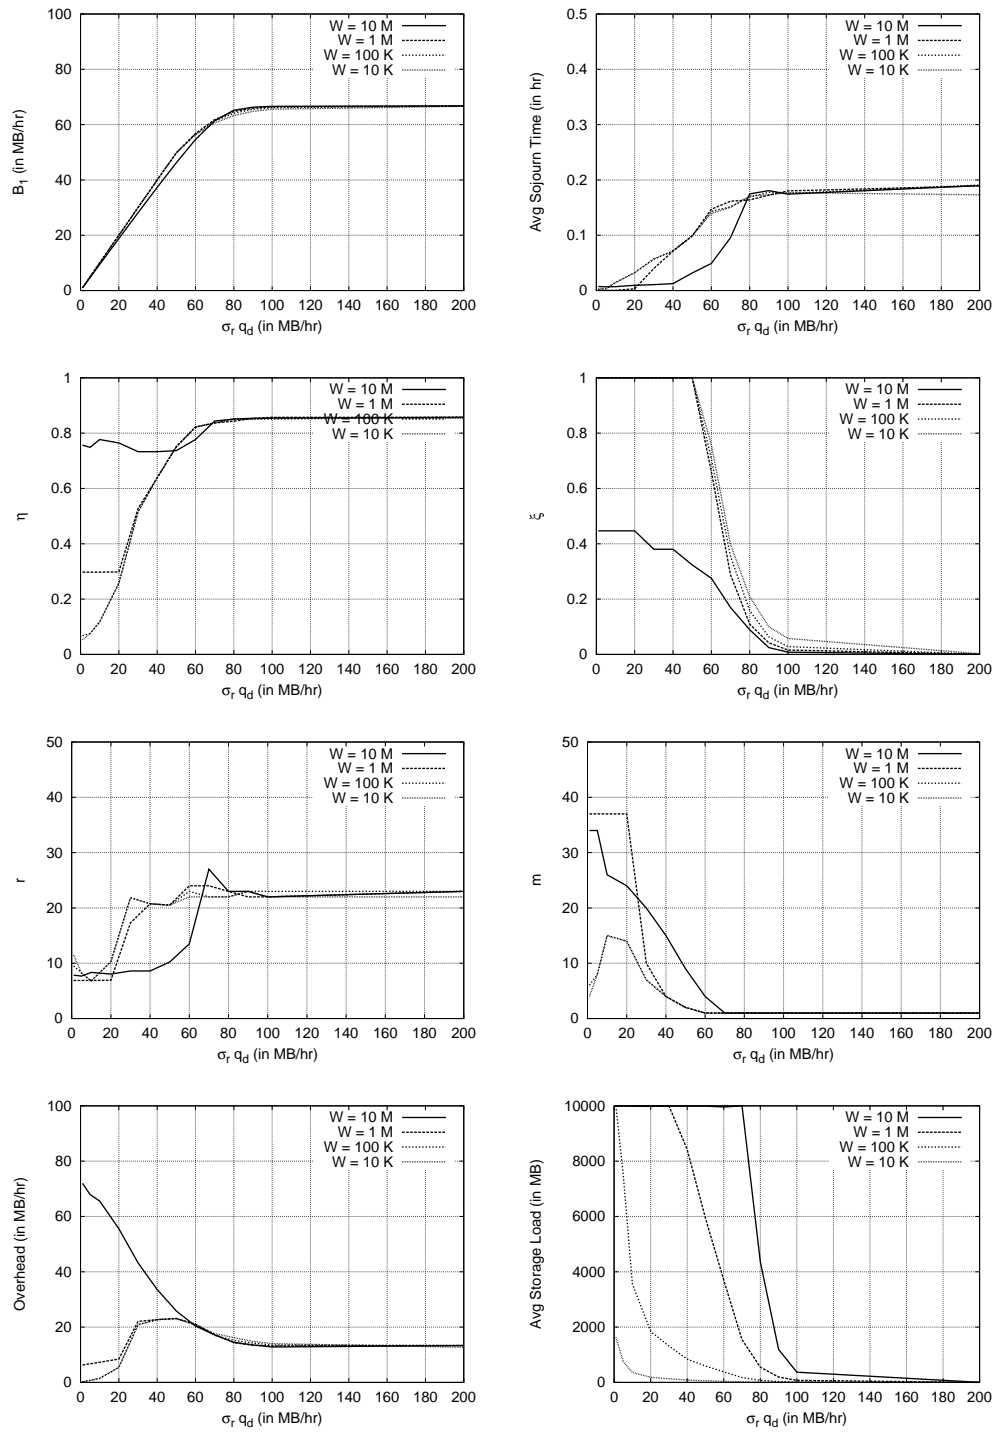 B1 (in MB/hr)
100
80
60
40
20
0
W = 10 M
W = 1 M
W = 100 K
W = 10 K
0 20 40 60 80 100 120 140 160 180 200
σr qd (in MB/hr)
Avg Sojourn Time (in hr)
0.5
0.4
0.3
0.2
0.1
0
W = 10 M
W = 1 M
W = 100 K
W = 10 K
0 20 40 60 80 100 120 140 160 180 200
σr qd (in MB/hr)
η
1
0.8
0.6
0.4
0.2
0
W = 10 M
W = 1 M
W = 100 K
W = 10 K
0 20 40 60 80 100 120 140 160 180 200
σr qd (in MB/hr)
ξ
1
0.8
0.6
0.4
0.2
0
W = 10 M
W = 1 M
W = 100 K
W = 10 K
0 20 40 60 80 100 120 140 160 180 200
σr qd (in MB/hr)
r
50
40
30
20
10
0
W = 10 M
W = 1 M
W = 100 K
W = 10 K
0 20 40 60 80 100 120 140 160 180 200
σr qd (in MB/hr)
m
50
40
30
20
10
0
W = 10 M
W = 1 M
W = 100 K
W = 10 K
0 20 40 60 80 100 120 140 160 180 200
σr qd (in MB/hr)
Overhead (in MB/hr)
100
80
60
40
20
0
W = 10 M
W = 1 M
W = 100 K
W = 10 K
0 20 40 60 80 100 120 140 160 180 200
σr qd (in MB/hr)
Avg Storage Load (in MB)
10000
8000
6000
4000
2000
0
W = 10 M
W = 1 M
W = 100 K
W = 10 K
0 20 40 60 80 100 120 140 160 180 200
σr qd (in MB/hr)